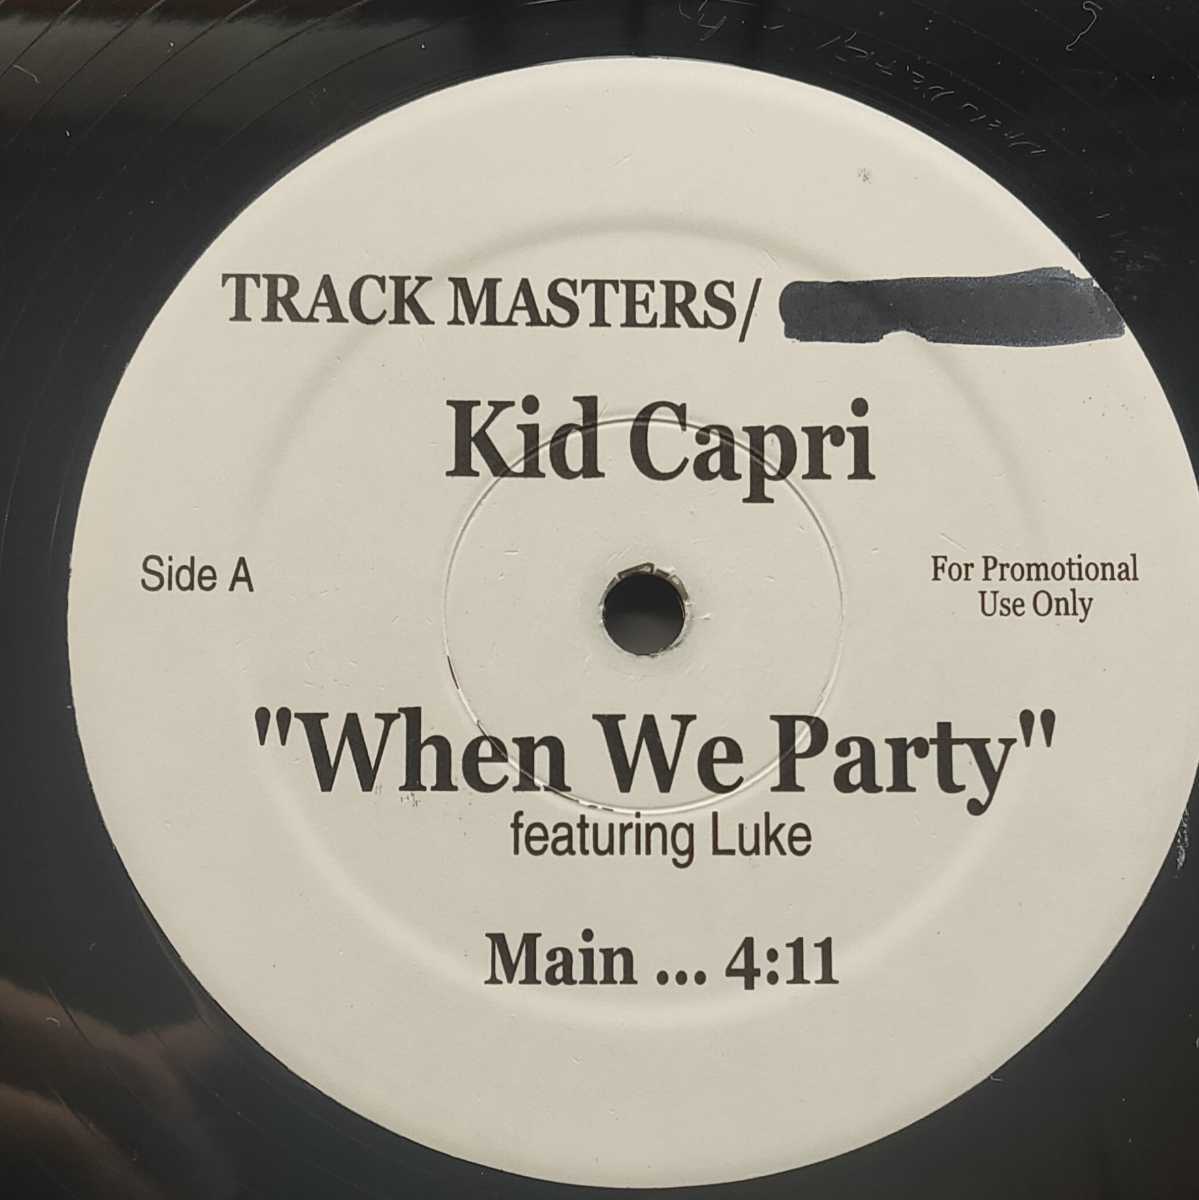 TRACK MASTERS/
Kid Capri
Side A
For Promotional
Use Only
"When We Party"
featuring Luke
Main ... 4:11